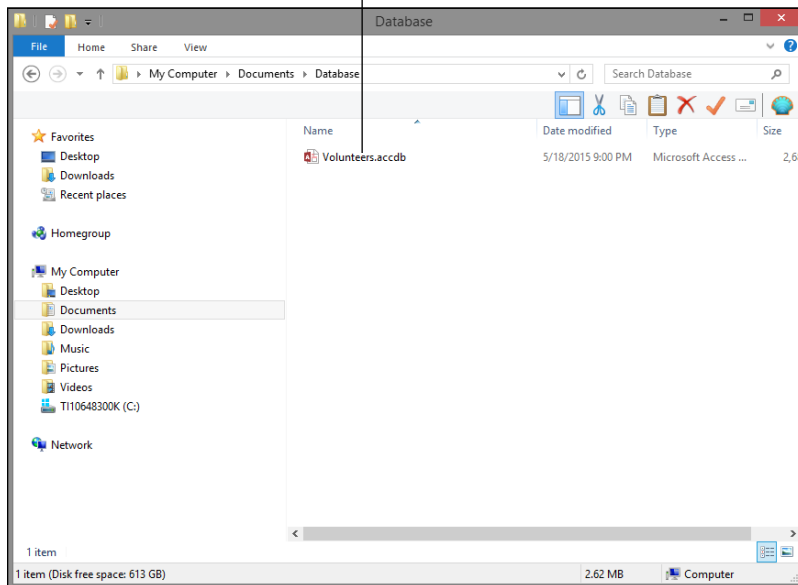 Database
File Home Share View
My Computer Documents Database
Search Database
Name Date modified Type Size
Volunteers.accdb 5/18/2015 9:00 PM Microsoft Access ... 2,6
Favorites
Desktop
Downloads
Recent places
Homegroup
My Computer
Desktop
Documents
Downloads
Music
Pictures
Videos
TI10648300K (C:)
Network
1 item
1 item (Disk free space: 613 GB) 2.62 MB Computer